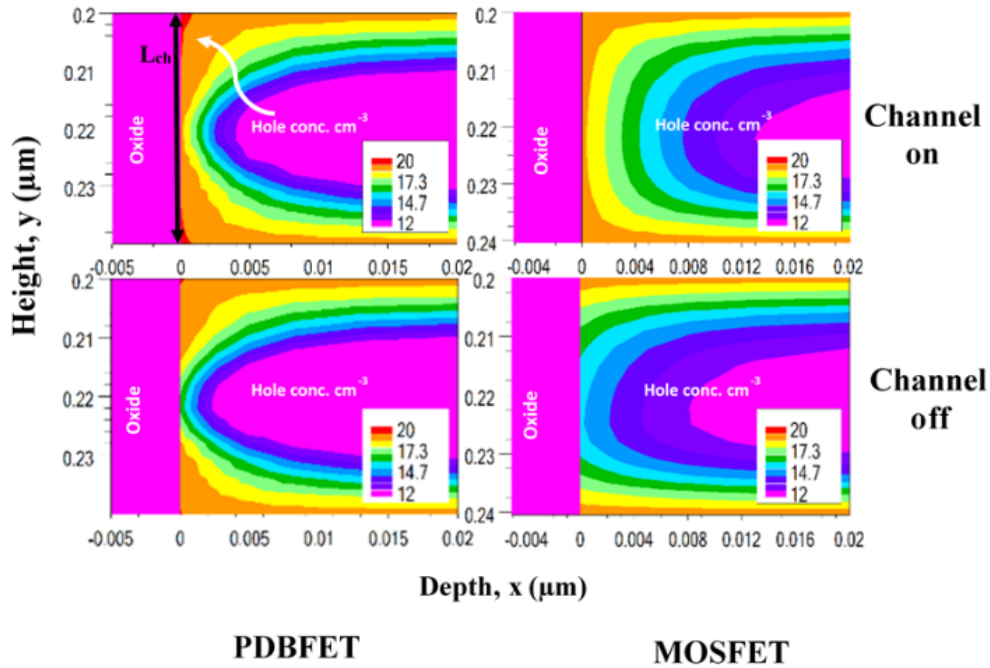 Height, y (μm)
0.2
0.21
0.22
0.23
Lch
Oxide
Hole conc. cm-3
20
17.3
14.7
12
-0.005 0 0.005 0.01 0.015 0.02
0.2
0.21
0.22
0.23
0.24
Oxide
Hole conc. cm-3
20
17.3
14.7
12
-0.004 0 0.004 0.008 0.012 0.016 0.02
Channel
on
0.2
0.21
0.22
0.23
Oxide
Hole conc. cm-3
20
17.3
14.7
12
-0.005 0 0.005 0.01 0.015 0.02
0.2
0.21
0.22
0.23
0.24
Oxide
Hole conc. cm-3
20
17.3
14.7
12
-0.004 0 0.004 0.008 0.012 0.016 0.02
Channel
off
Depth, x (μm)
PDBFET MOSFET